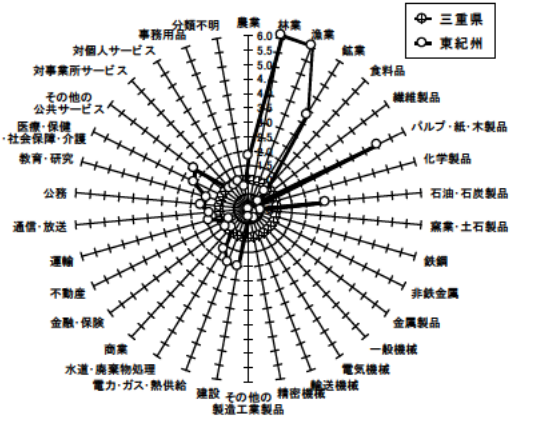 三重県
東紀州
農業
林業
漁業
鉱業
食料品
繊維製品
パルプ・紙・木製品
化学製品
石油・石炭製品
窯業・土石製品
鉄鋼
非鉄金属
金属製品
一般機械
電気機械
輸送機械
精密機械
その他の
製造工業製品
建設
電力・ガス・熱供給
水道・廃棄物処理
商業
金融・保険
不動産
運輸
通信・放送
公務
教育・研究
医療・保健
・社会保障・介護
その他の
公共サービス
対事業所サービス
対個人サービス
事務用品
分類不明
6.0
5.0
4.0
2.0